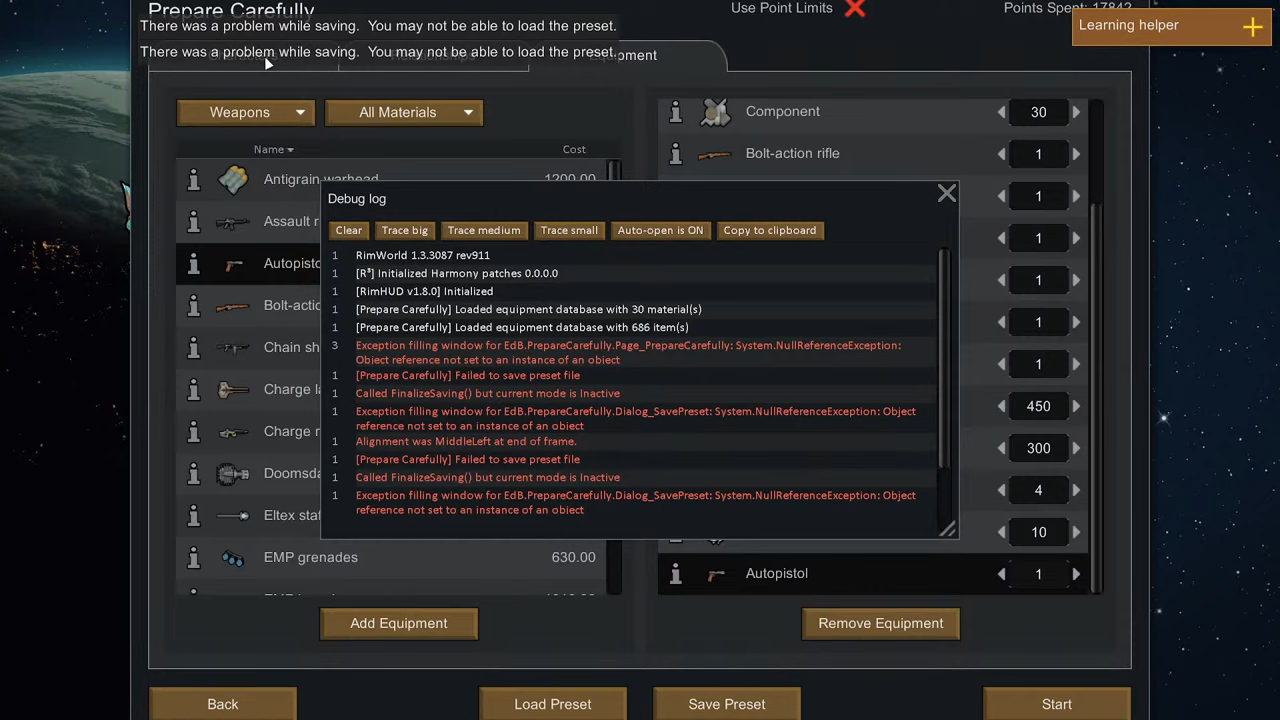 Prepare Carefully
Use Point Limits
Points Spent: 17842
There was a problem while saving. You may not be able to load the preset.
There was a problem while saving. You may not be able to load the preset.
Learning helper
Equipment
Weapons
All Materials
Name
Cost
Antigrain warhead
1200.00
Assault r
Autopisto
Bolt-actio
Chain sh
Charge la
Charge r
Doomsda
Eltex staf
EMP grenades
630.00
Component
30
Bolt-action rifle
1
1
1
1
1
1
450
300
4
10
Autopistol
1
Debug log
Clear
Trace big
Trace medium
Trace small
Auto-open is ON
Copy to clipboard
1 RimWorld 1.3.3087 rev911
1 [R³] Initialized Harmony patches 0.0.0.0
1 [RimHUD v1.8.0] Initialized
1 [Prepare Carefully] Loaded equipment database with 30 material(s)
1 [Prepare Carefully] Loaded equipment database with 686 item(s)
3 Exception filling window for EdB.PrepareCarefully.Page_PrepareCarefully: System.NullReferenceException:
Object reference not set to an instance of an object
1 [Prepare Carefully] Failed to save preset file
1 Called FinalizeSaving() but current mode is Inactive
1 Exception filling window for EdB.PrepareCarefully.Dialog_SavePreset: System.NullReferenceException: Object
reference not set to an instance of an object
1 Alignment was MiddleLeft at end of frame.
1 [Prepare Carefully] Failed to save preset file
1 Called FinalizeSaving() but current mode is Inactive
1 Exception filling window for EdB.PrepareCarefully.Dialog_SavePreset: System.NullReferenceException: Object
reference not set to an instance of an object
Add Equipment
Remove Equipment
Back
Load Preset
Save Preset
Start